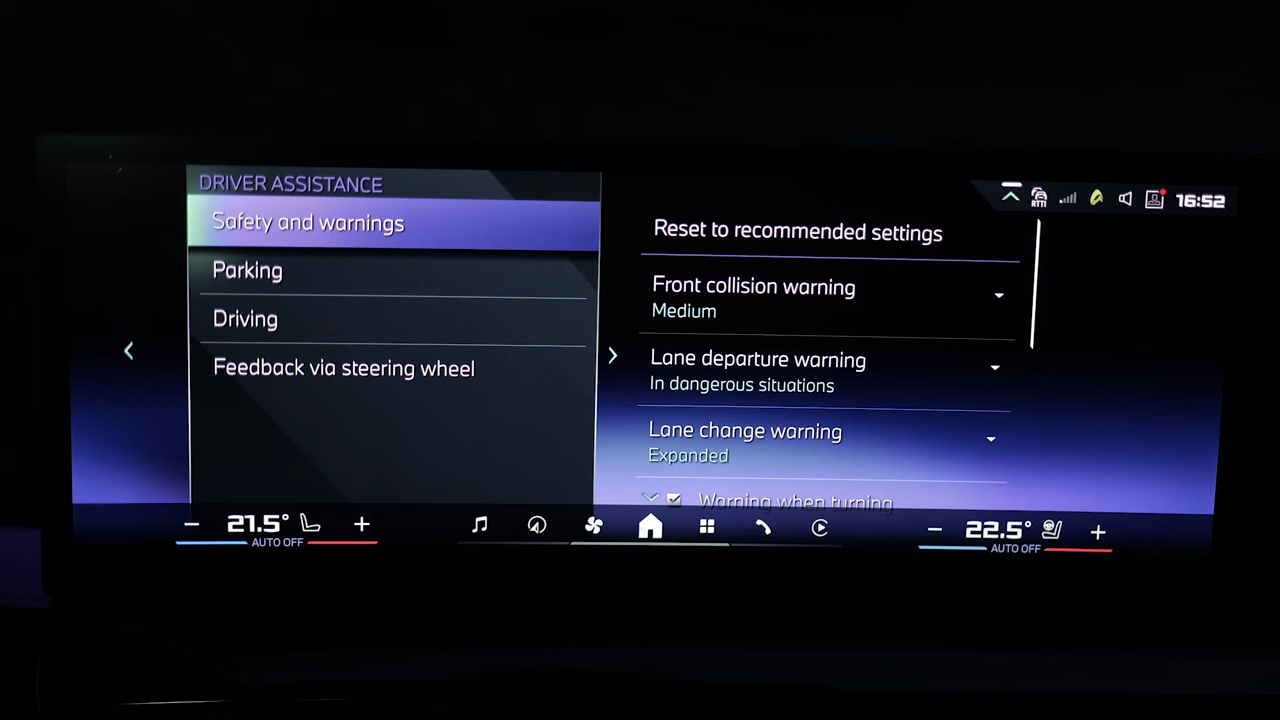 DRIVER ASSISTANCE
Safety and warnings
Parking
Driving
Feedback via steering wheel
RTTI
16:52
Reset to recommended settings
Front collision warning
Medium
Lane departure warning
In dangerous situations
Lane change warning
Expanded
Warning when turning
− 21.5° +
AUTO OFF
− 22.5° +
AUTO OFF